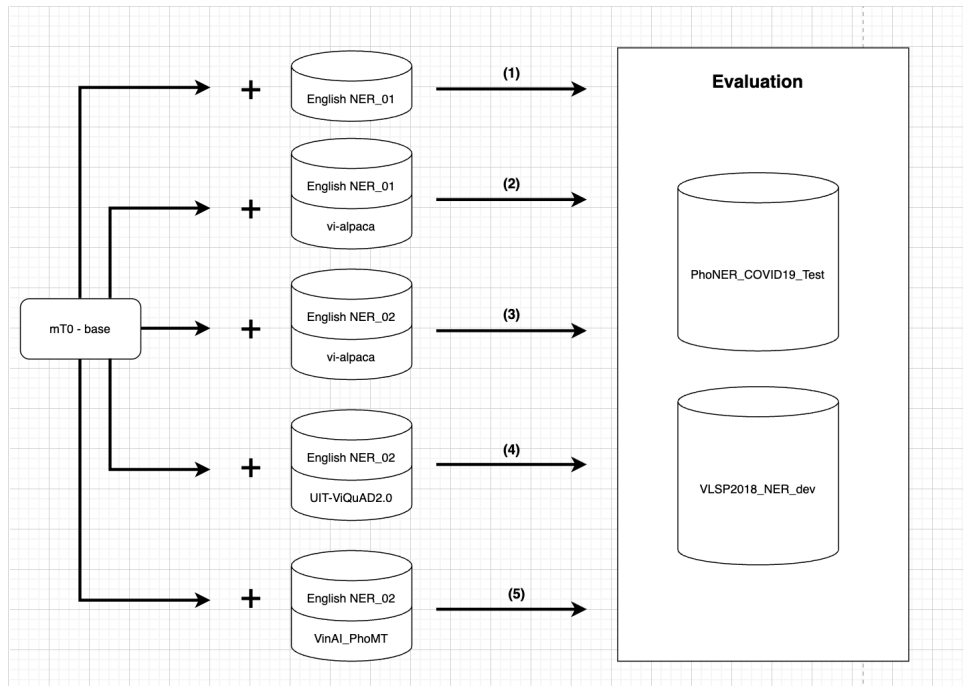 mT0 - base
+
English NER_01
(1)
+
English NER_01
vi-alpaca
(2)
+
English NER_02
vi-alpaca
(3)
+
English NER_02
UIT-ViQuAD2.0
(4)
+
English NER_02
VinAI_PhoMT
(5)
Evaluation
PhoNER_COVID19_Test
VLSP2018_NER_dev